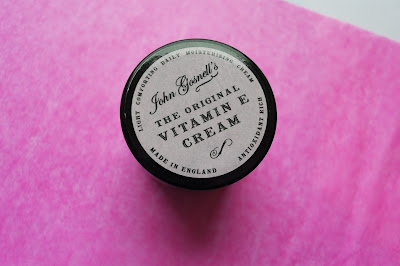 LIGHT COMFORTING DAILY MOISTURISING CREAM
John Gosnell's
THE ORIGINAL
VITAMIN E
CREAM
MADE IN ENGLAND
ANTIOXIDANT RICH